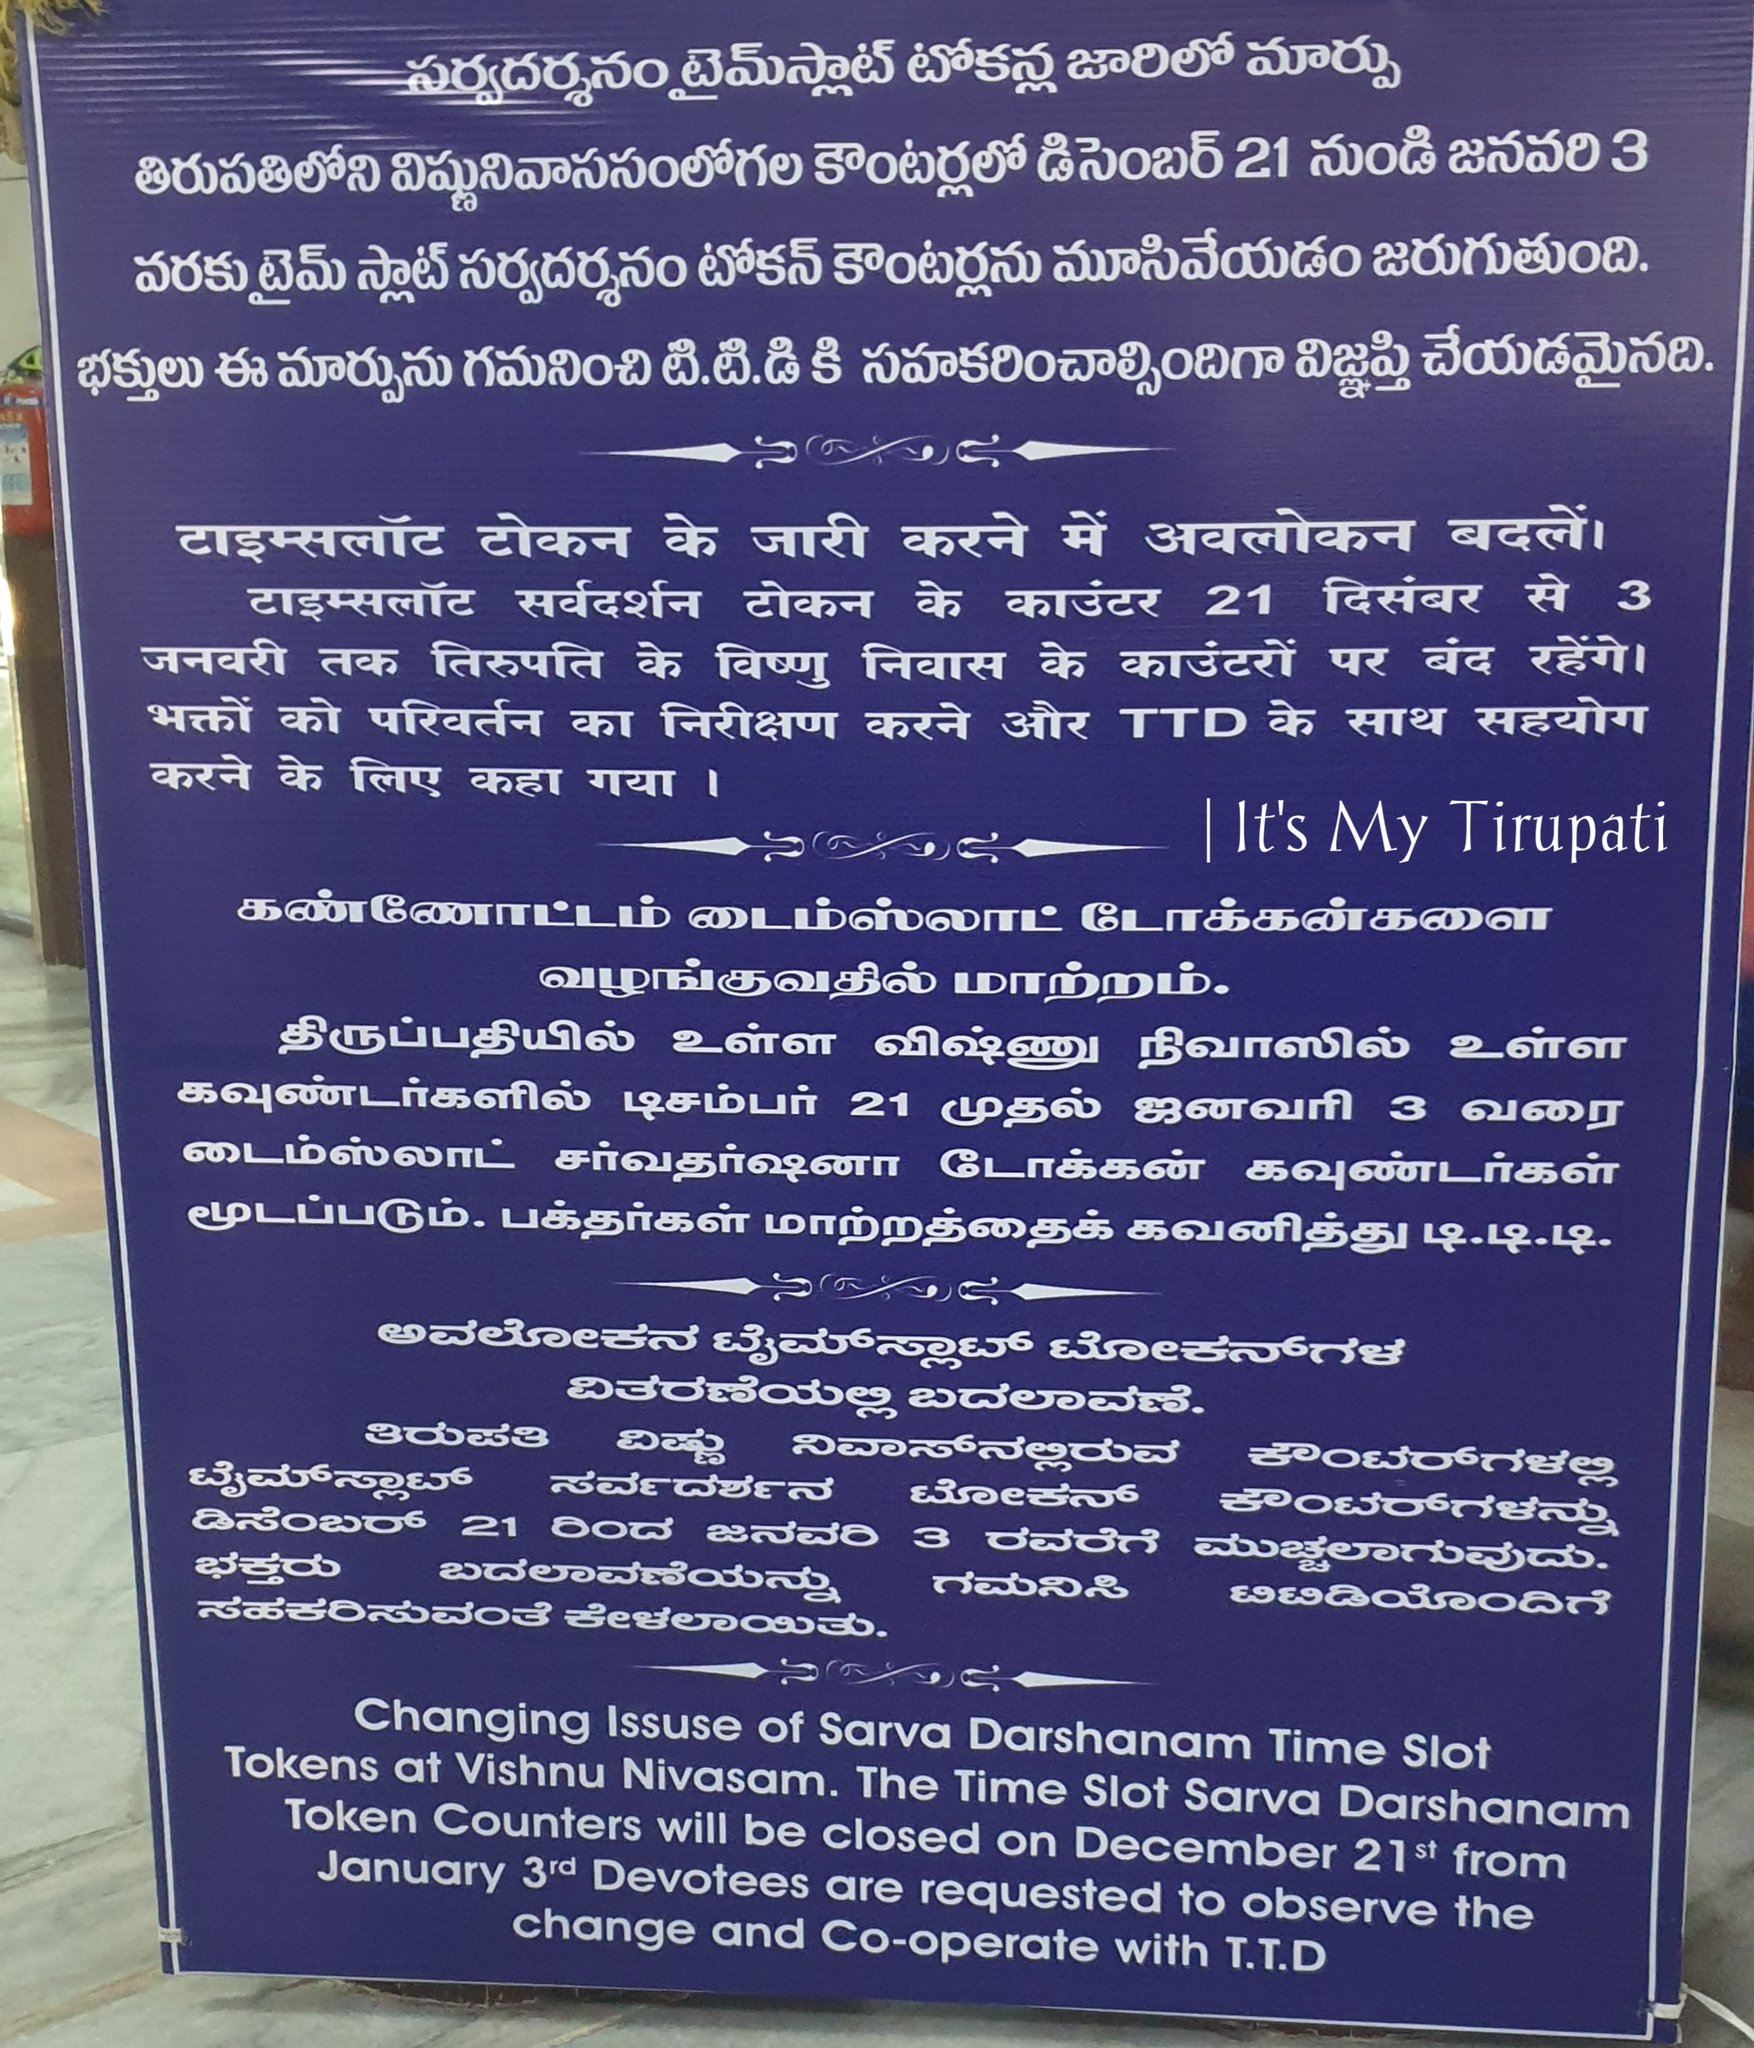 సర్వదర్శనం టైమ్‌స్లాట్ టోకన్ల జారిలో మార్పు
తిరుపతిలోని విష్ణునివాససంలోగల కౌంటర్లలో డిసెంబర్ 21 నుండి జనవరి 3
వరకు టైమ్ స్లాట్ సర్వదర్శనం టోకన్ కౌంటర్లను మూసివేయడం జరుగుతుంది.
భక్తులు ఈ మార్పును గమనించి టి.టి.డి కి సహకరించాల్సిందిగా విజ్ఞప్తి చేయడమైనది.
टाइम्सलॉट टोकन के जारी करने में अवलोकन बदलें।
टाइम्सलॉट सर्वदर्शन टोकन के काउंटर 21 दिसंबर से 3
जनवरी तक तिरुपति के विष्णु निवास के काउंटरों पर बंद रहेंगे।
भक्तों को परिवर्तन का निरीक्षण करने और TTD के साथ सहयोग
करने के लिए कहा गया ।
| It's My Tirupati
கண்ணோட்டம் டைம்ஸ்லாட் டோக்கன்களை
வழங்குவதில் மாற்றம்.
திருப்பதியில் உள்ள விஷ்ணு நிவாஸில் உள்ள
கவுண்டர்களில் டிசம்பர் 21 முதல் ஜனவரி 3 வரை
டைம்ஸ்லாட் சர்வதர்ஷனா டோக்கன் கவுண்டர்கள்
மூடப்படும். பக்தர்கள் மாற்றத்தைக் கவனித்து டி.டி.டி.
ಅವಲೋಕನ ಟೈಮ್‌ಸ್ಲಾಟ್ ಟೋಕನ್‌ಗಳ
ವಿತರಣೆಯಲ್ಲಿ ಬದಲಾವಣೆ.
ತಿರುಪತಿ ವಿಷ್ಣು ನಿವಾಸ್‌ನಲ್ಲಿರುವ ಕೌಂಟರ್‌ಗಳಲ್ಲಿ
ಟೈಮ್‌ಸ್ಲಾಟ್ ಸರ್ವದರ್ಶನ ಟೋಕನ್ ಕೌಂಟರ್‌ಗಳನ್ನು
ಡಿಸೆಂಬರ್ 21 ರಿಂದ ಜನವರಿ 3 ರವರೆಗೆ ಮುಚ್ಚಲಾಗುವುದು.
ಭಕ್ತರು ಬದಲಾವಣೆಯನ್ನು ಗಮನಿಸಿ ಟಿಟಿಡಿಯೊಂದಿಗೆ
ಸಹಕರಿಸುವಂತೆ ಕೇಳಲಾಯಿತು.
Changing Issuse of Sarva Darshanam Time Slot
Tokens at Vishnu Nivasam. The Time Slot Sarva Darshanam
Token Counters will be closed on December 21st from
January 3rd Devotees are requested to observe the
change and Co-operate with T.T.D